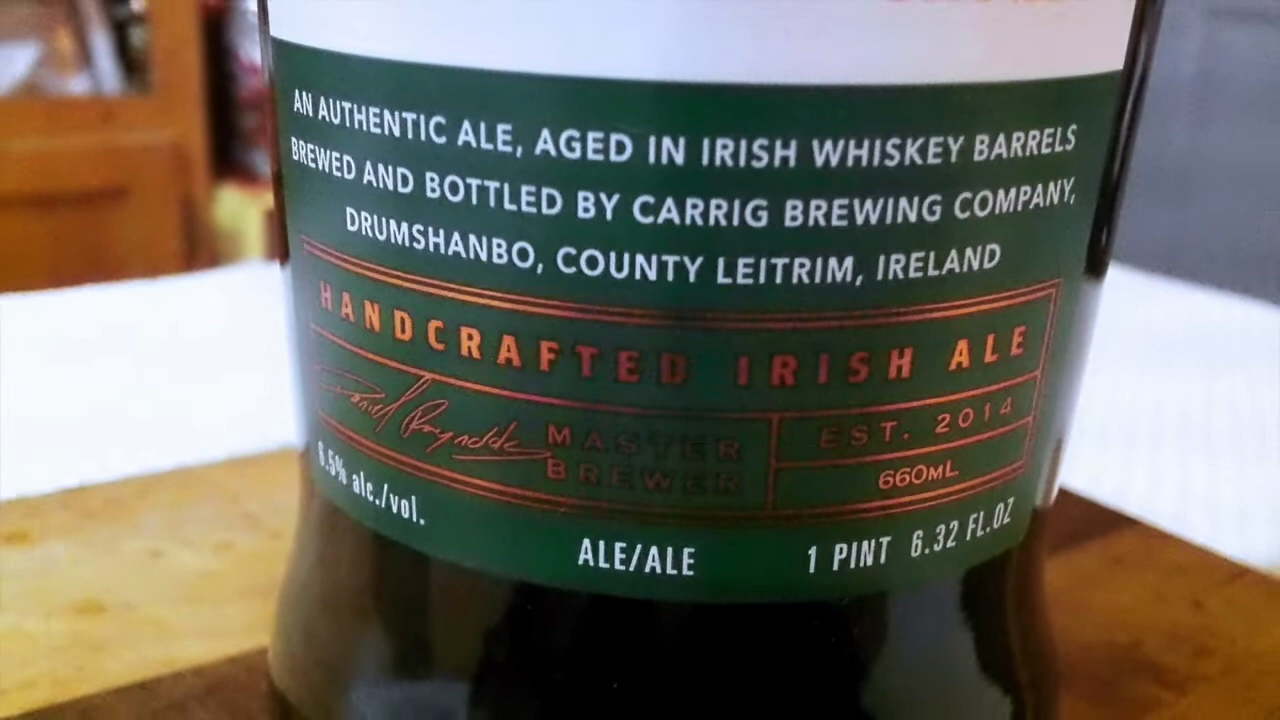 AN AUTHENTIC ALE, AGED IN IRISH WHISKEY BARRELS
BREWED AND BOTTLED BY CARRIG BREWING COMPANY,
DRUMSHANBO, COUNTY LEITRIM, IRELAND
HANDCRAFTED IRISH ALE
Daniel Reynolds
MASTER
BREWER
EST. 2014
660ML
6.5% alc./vol.
ALE/ALE
1 PINT 6.32 FL.OZ